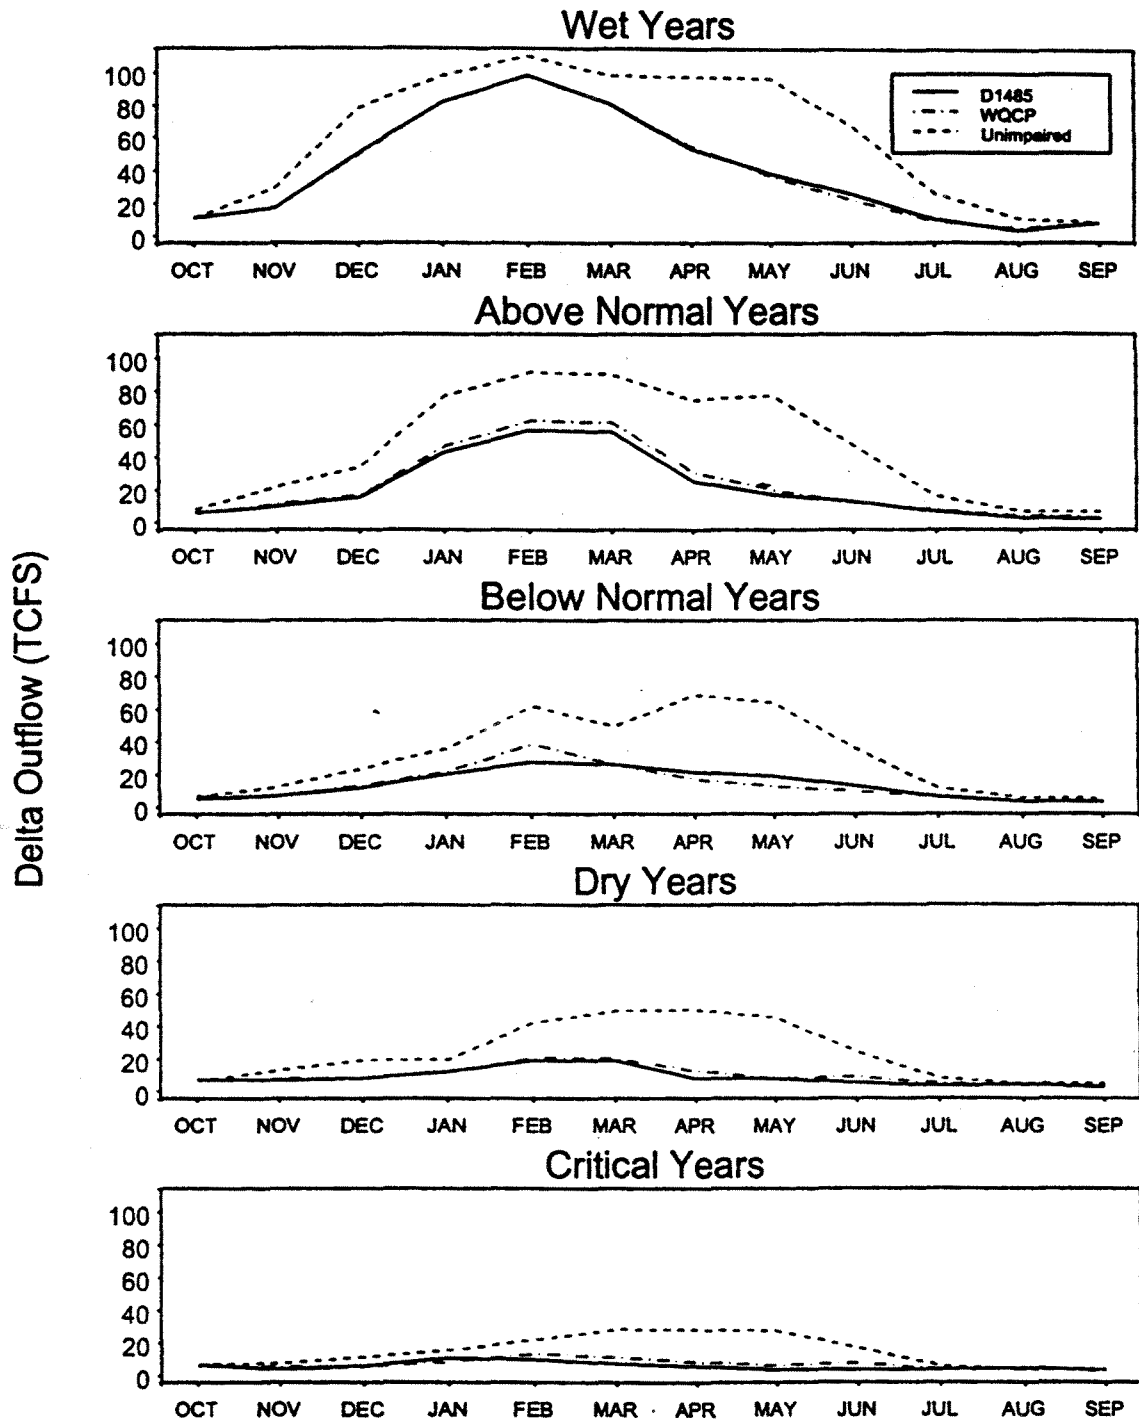 Wet Years
100
80
60
40
20
0
D1485
WQCP
Unimpaired
OCT NOV DEC JAN FEB MAR APR MAY JUN JUL AUG SEP
Above Normal Years
100
80
60
40
20
0
OCT NOV DEC JAN FEB MAR APR MAY JUN JUL AUG SEP
Below Normal Years
Delta Outflow (TCFS)
100
80
60
40
20
0
OCT NOV DEC JAN FEB MAR APR MAY JUN JUL AUG SEP
Dry Years
100
80
60
40
20
0
OCT NOV DEC JAN FEB MAR APR MAY JUN JUL AUG SEP
Critical Years
100
80
60
40
20
0
OCT NOV DEC JAN FEB MAR APR MAY JUN JUL AUG SEP